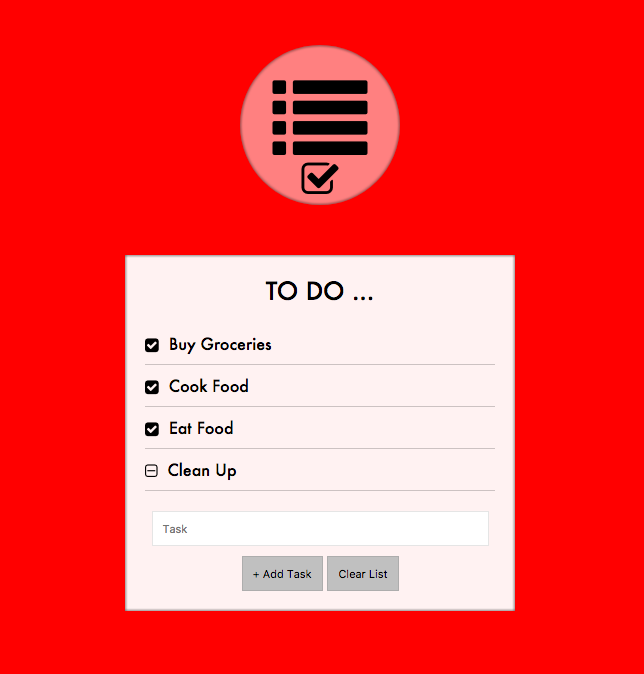 TO DO ...
Buy Groceries
Cook Food
Eat Food
Clean Up
Task
+ Add Task Clear List